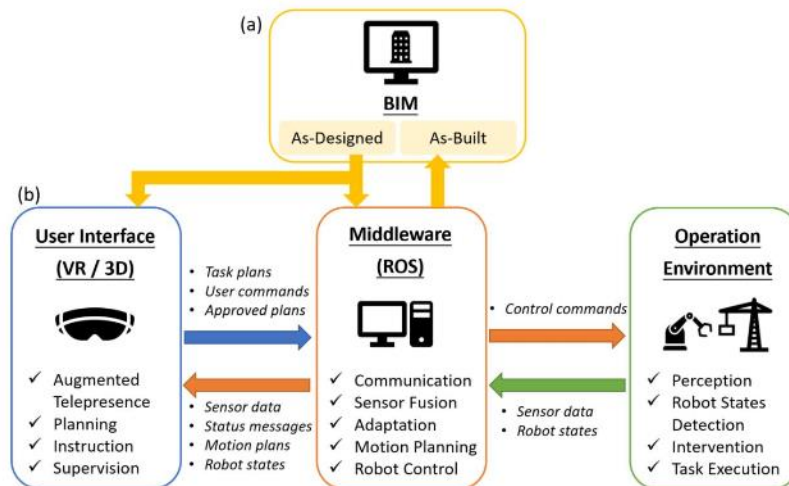 (a)
BIM
As-Designed
As-Built
(b)
User Interface
(VR / 3D)
✓ Augmented
Telepresence
✓ Planning
✓ Instruction
✓ Supervision
• Task plans
• User commands
• Approved plans
• Sensor data
• Status messages
• Motion plans
• Robot states
Middleware
(ROS)
✓ Communication
✓ Sensor Fusion
✓ Adaptation
✓ Motion Planning
✓ Robot Control
• Control commands
• Sensor data
• Robot states
Operation
Environment
✓ Perception
✓ Robot States
Detection
✓ Intervention
✓ Task Execution